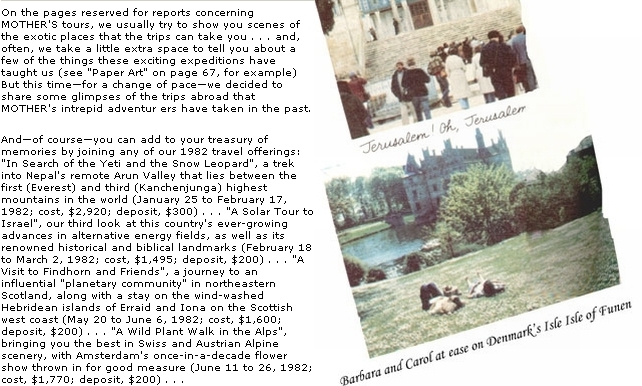 On the pages reserved for reports concerning
MOTHER'S tours, we usually try to show you scenes of
the exotic places that the trips can take you . . . and,
often, we take a little extra space to tell you about a
few of the things these exciting expeditions have
taught us (see "Paper Art" on page 67, for example)
But this time—for a change of pace—we decided to
share some glimpses of the trips abroad that
MOTHER's intrepid adventur ers have taken in the past.
And—of course—you can add to your treasury of
memories by joining any of our 1982 travel offerings:
"In Search of the Yeti and the Snow Leopard", a trek
into Nepal's remote Arun Valley that lies between the
first (Everest) and third (Kanchenjunga) highest
mountains in the world (January 25 to February 17,
1982; cost, $2,920; deposit, $300) . . . "A Solar Tour to
Israel", our third look at this country's ever-growing
advances in alternative energy fields, as well as its
renowned historical and biblical landmarks (February 18
to March 2, 1982; cost, $1,495; deposit, $200) . . . "A
Visit to Findhorn and Friends", a journey to an
influential "planetary community" in northeastern
Scotland, along with a stay on the wind-washed
Hebridean islands of Erraid and Iona on the Scottish
west coast (May 20 to June 6, 1982; cost, $1,600;
deposit, $200) . . . "A Wild Plant Walk in the Alps",
bringing you the best in Swiss and Austrian Alpine
scenery, with Amsterdam's once-in-a-decade flower
show thrown in for good measure (June 11 to 26, 1982;
cost, $1,770; deposit, $200) . . .
Jerusalem! Oh, Jerusalem
Barbara and Carol at ease on Denmark's Isle Isle of Funen